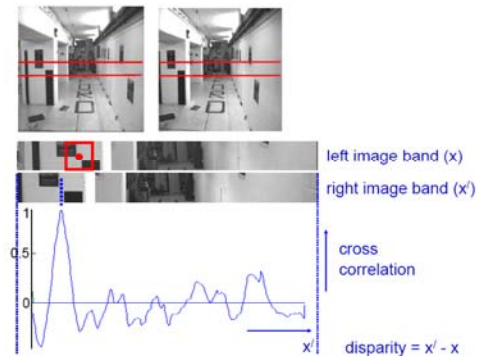 left image band (x)
right image band (x/)
1
0.5
0
cross
correlation
x/
disparity = x/ - x